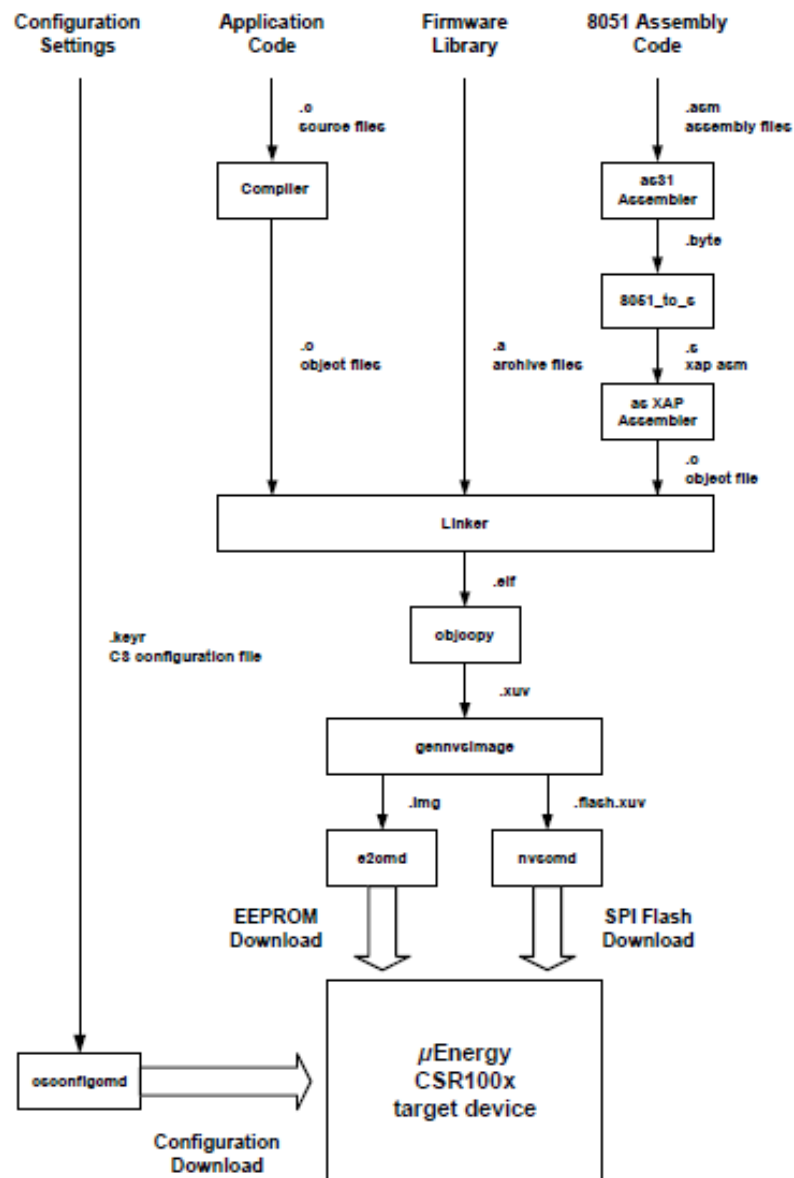 Configuration
Settings
Application
Code
Firmware
Library
8051 Assembly
Code
.c
source files
.asm
assembly files
Compiler
as31
Assembler
.byte
8051_to_s
.o
object files
.a
archive files
.s
xap asm
as XAP
Assembler
.o
object file
Linker
.elf
objcopy
.keyr
CS configuration file
.xuv
gennvsimage
.img
.flash.xuv
e2cmd
nvscmd
EEPROM
Download
SPI Flash
Download
µEnergy
CSR100x
target device
csconfigcmd
Configuration
Download